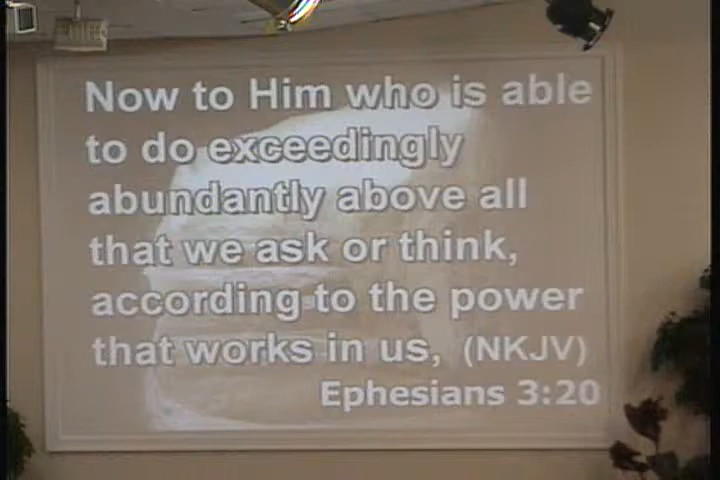 Now to Him who is able
to do exceedingly
abundantly above all
that we ask or think,
according to the power
that works in us, (NKJV)
Ephesians 3:20